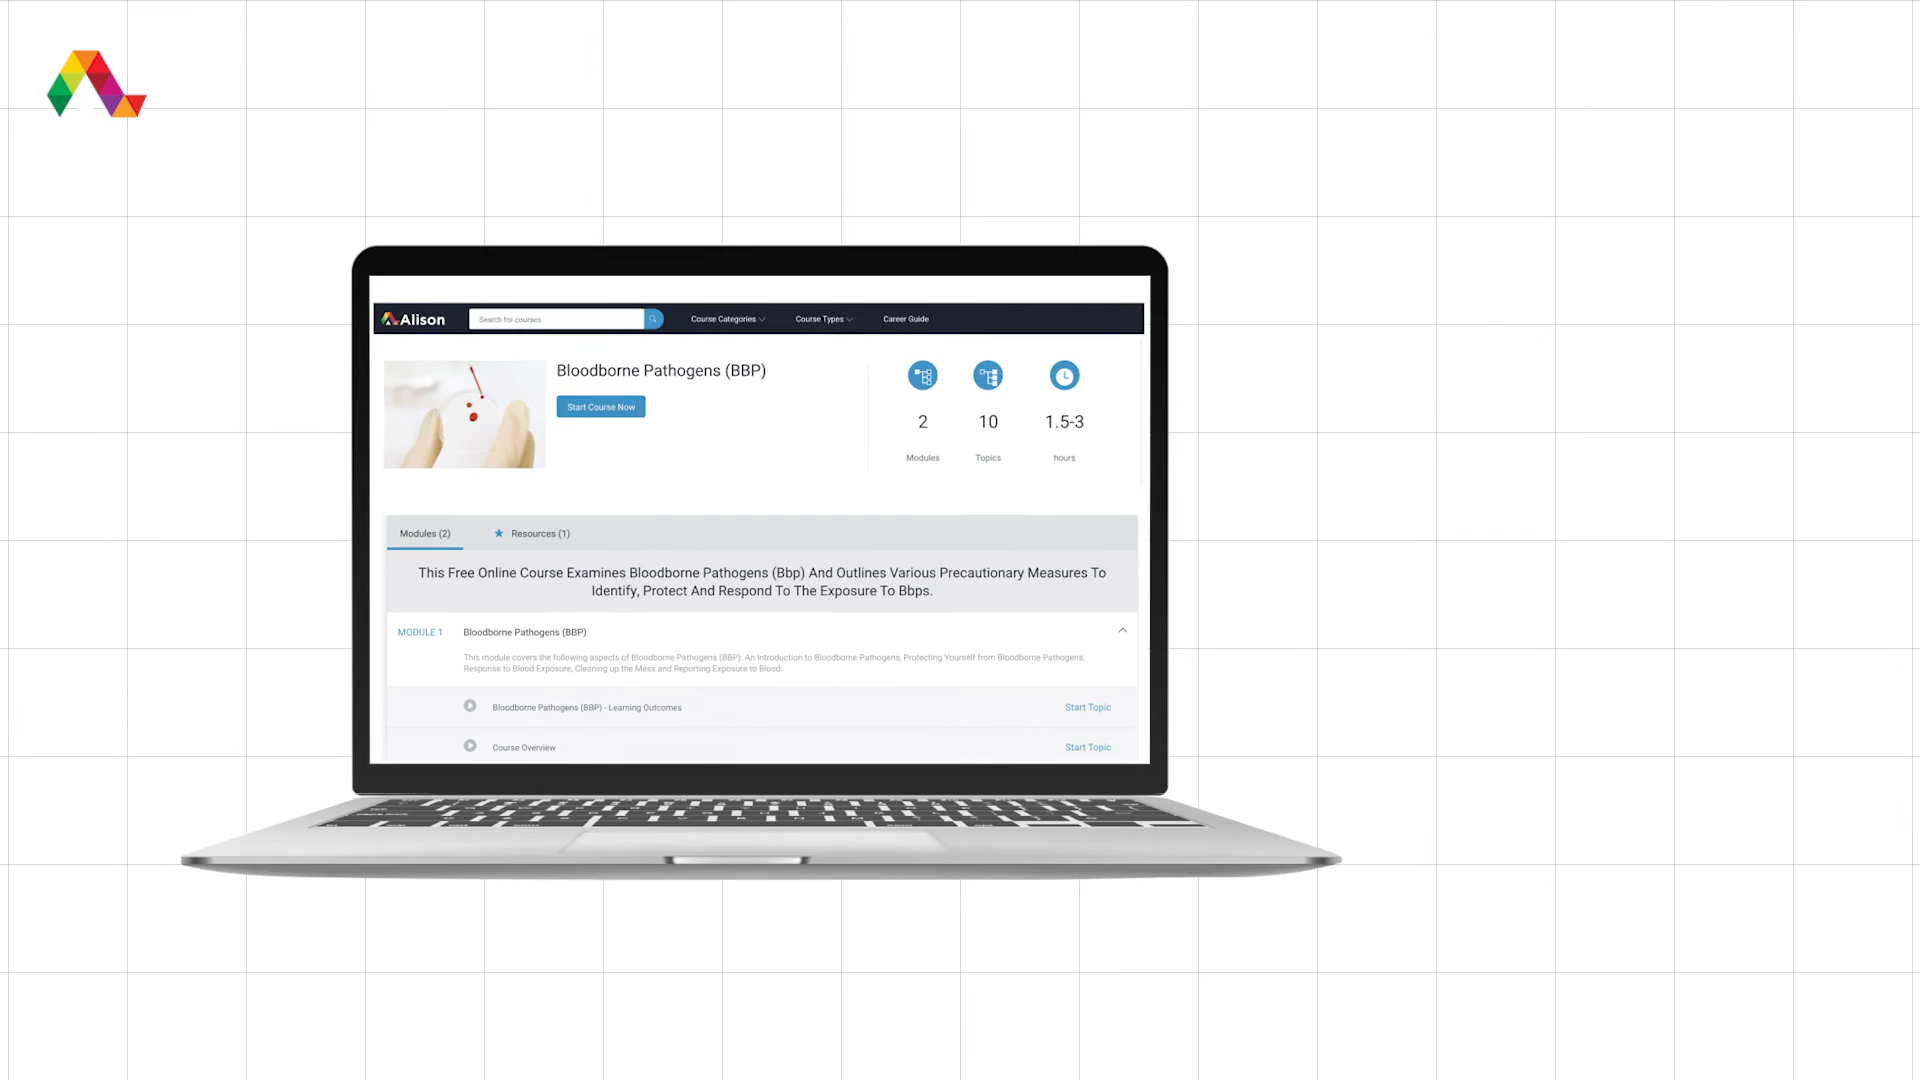 Alison
Search for courses
Course Categories
Course Types
Career Guide
Bloodborne Pathogens (BBP)
Start Course Now
2
10
1.5-3
Modules
Topics
hours
Modules (2)
Resources (1)
This Free Online Course Examines Bloodborne Pathogens (Bbp) And Outlines Various Precautionary Measures To
Identify, Protect And Respond To The Exposure To Bbps.
MODULE 1
Bloodborne Pathogens (BBP)
This module covers the following aspects of Bloodborne Pathogens (BBP): An Introduction to Bloodborne Pathogens, Protecting Yourself from Bloodborne Pathogens,
Response to Blood Exposure, Cleaning up the Mess and Reporting Exposure to Blood.
Bloodborne Pathogens (BBP) - Learning Outcomes
Start Topic
Course Overview
Start Topic